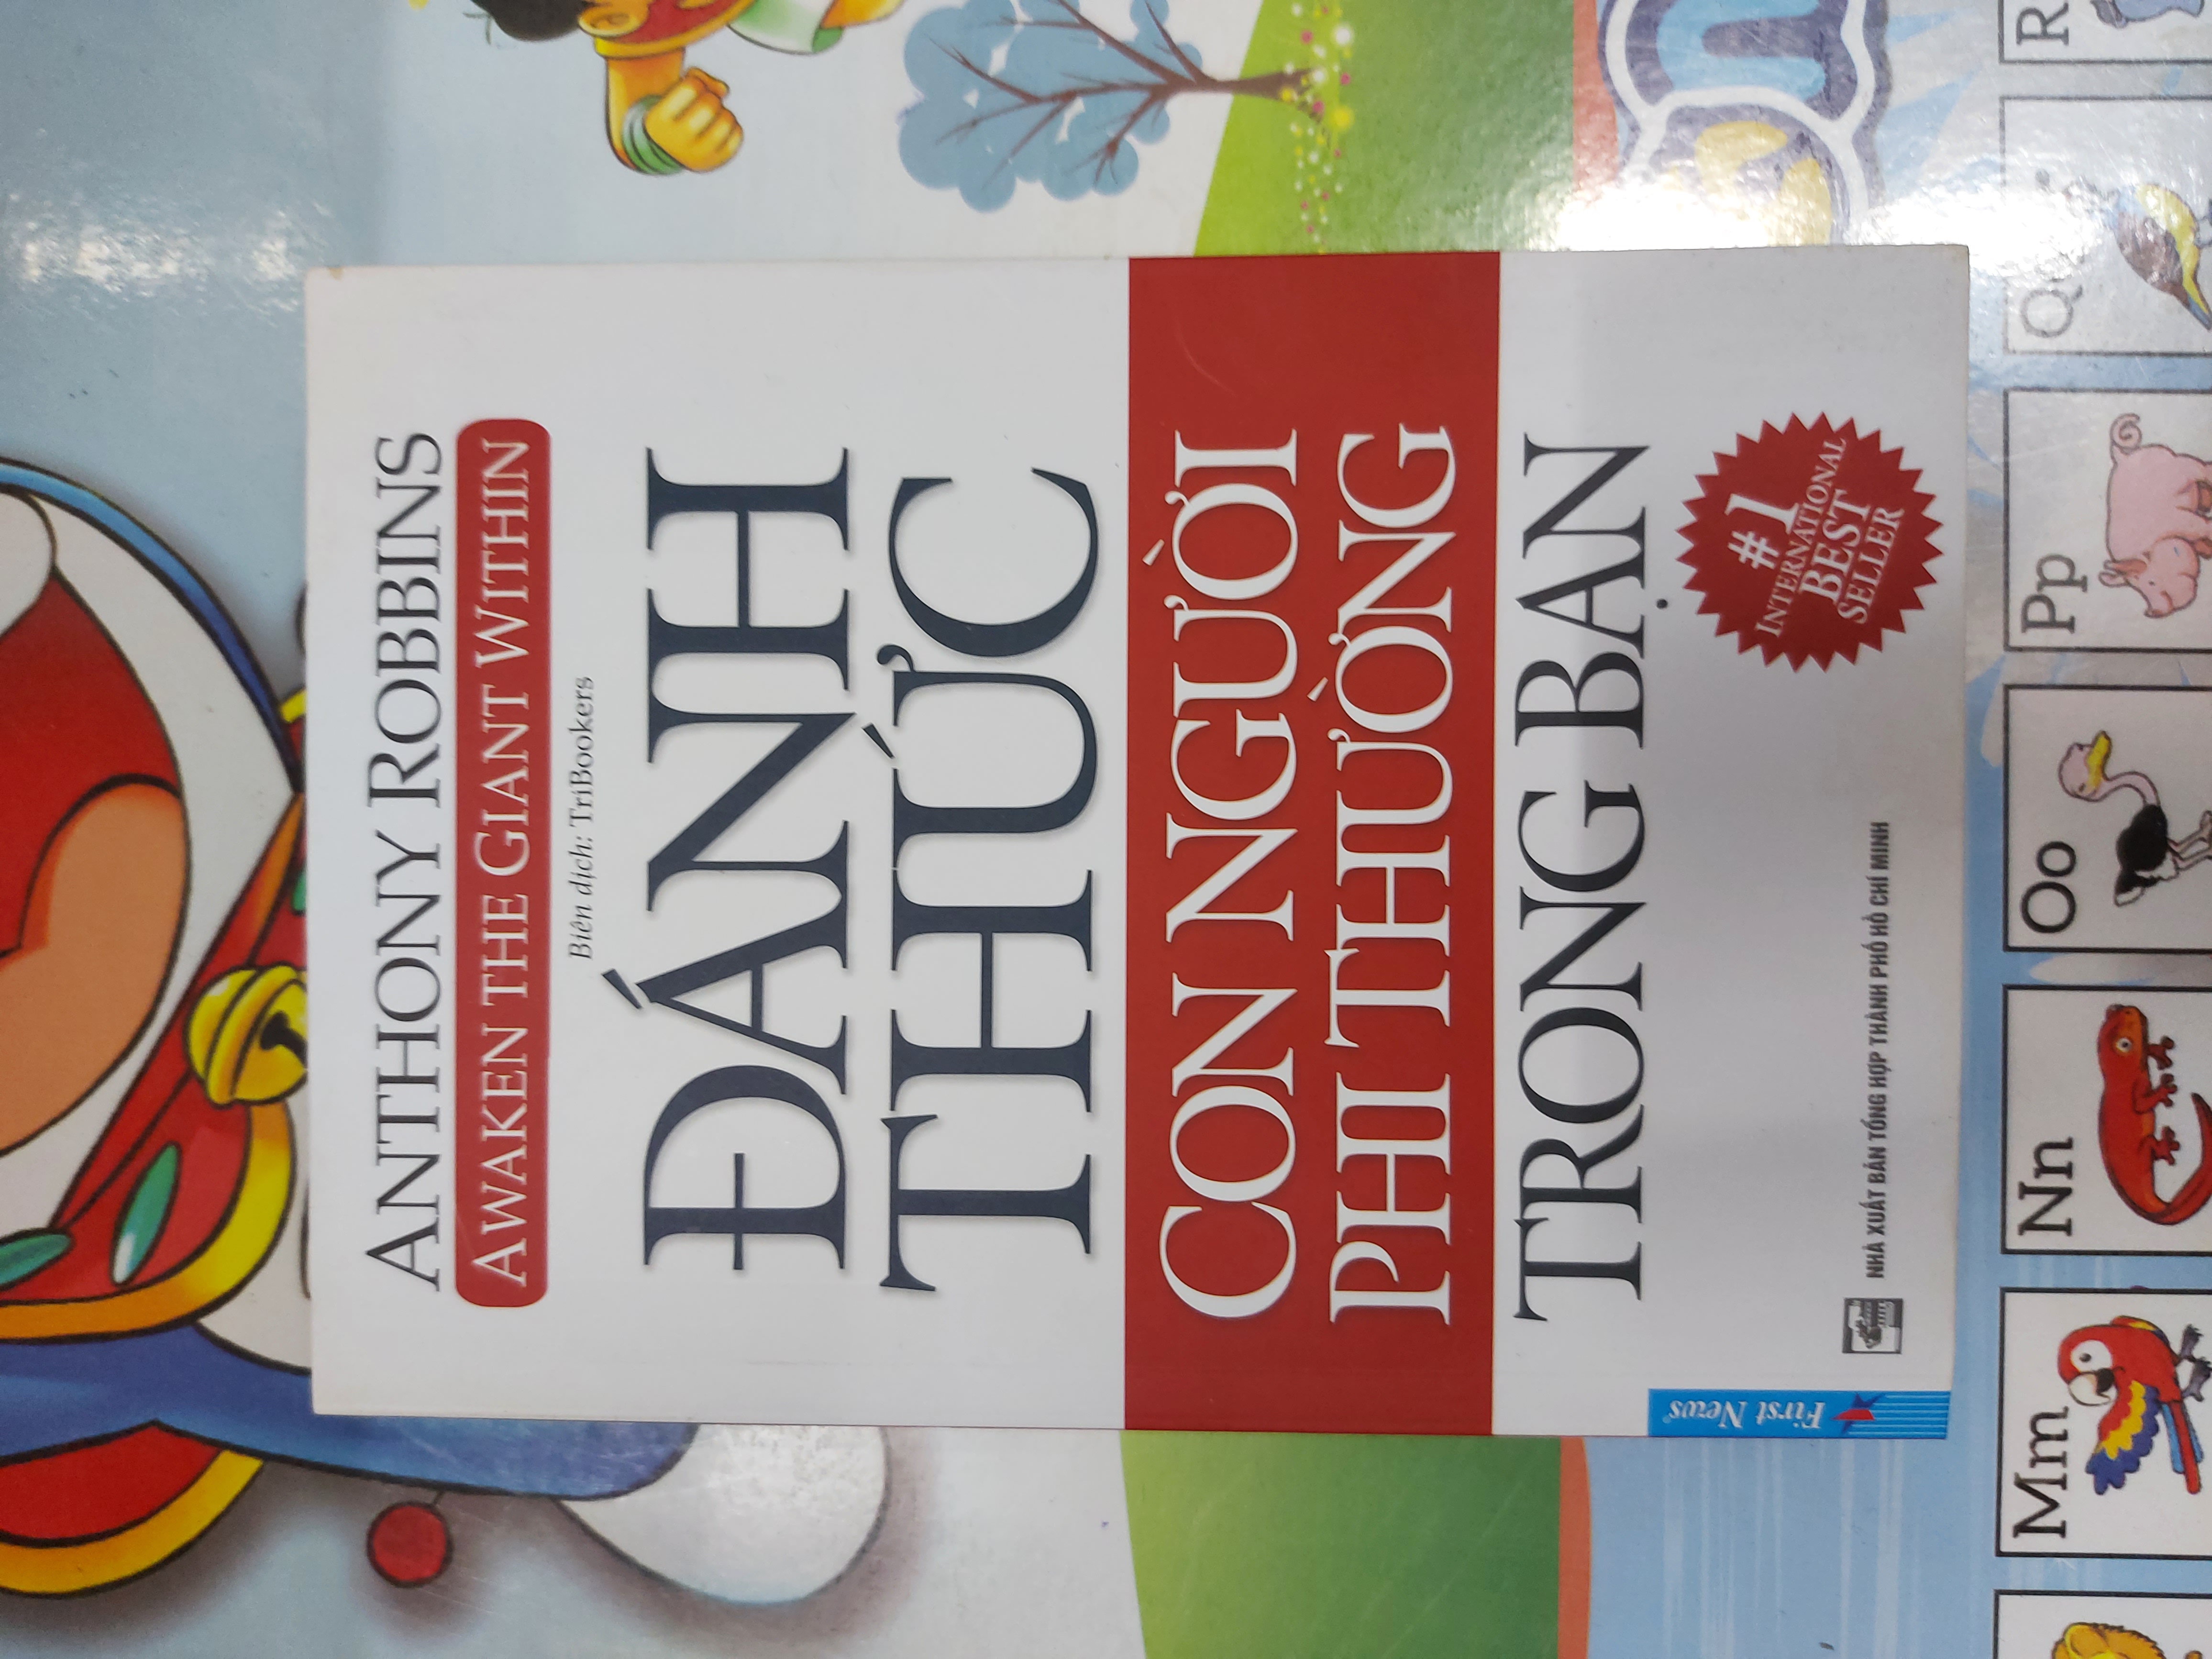 ANTHONY ROBBINS
AWAKEN THE GIANT WITHIN
Biên dịch: TriBookers
ĐÁNH
THỨC
CON NGƯỜI
PHI THƯỜNG
TRONG BẠN
First News
#1
INTERNATIONAL
BEST
SELLER
NHÀ XUẤT BẢN TỔNG HỢP THÀNH PHỐ HỒ CHÍ MINH
Mm
Nn
Oo
Pp